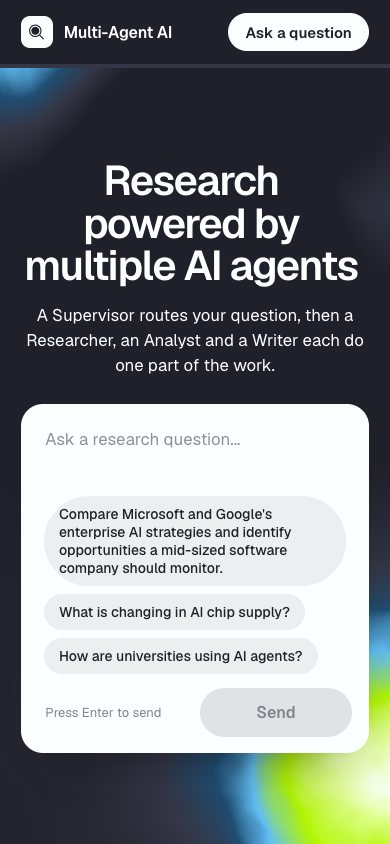 Multi-Agent AI
Ask a question
Research
powered by
multiple AI agents
A Supervisor routes your question, then a
Researcher, an Analyst and a Writer each do
one part of the work.
Ask a research question...
Compare Microsoft and Google's
enterprise AI strategies and identify
opportunities a mid-sized software
company should monitor.
What is changing in AI chip supply?
How are universities using AI agents?
Press Enter to send
Send